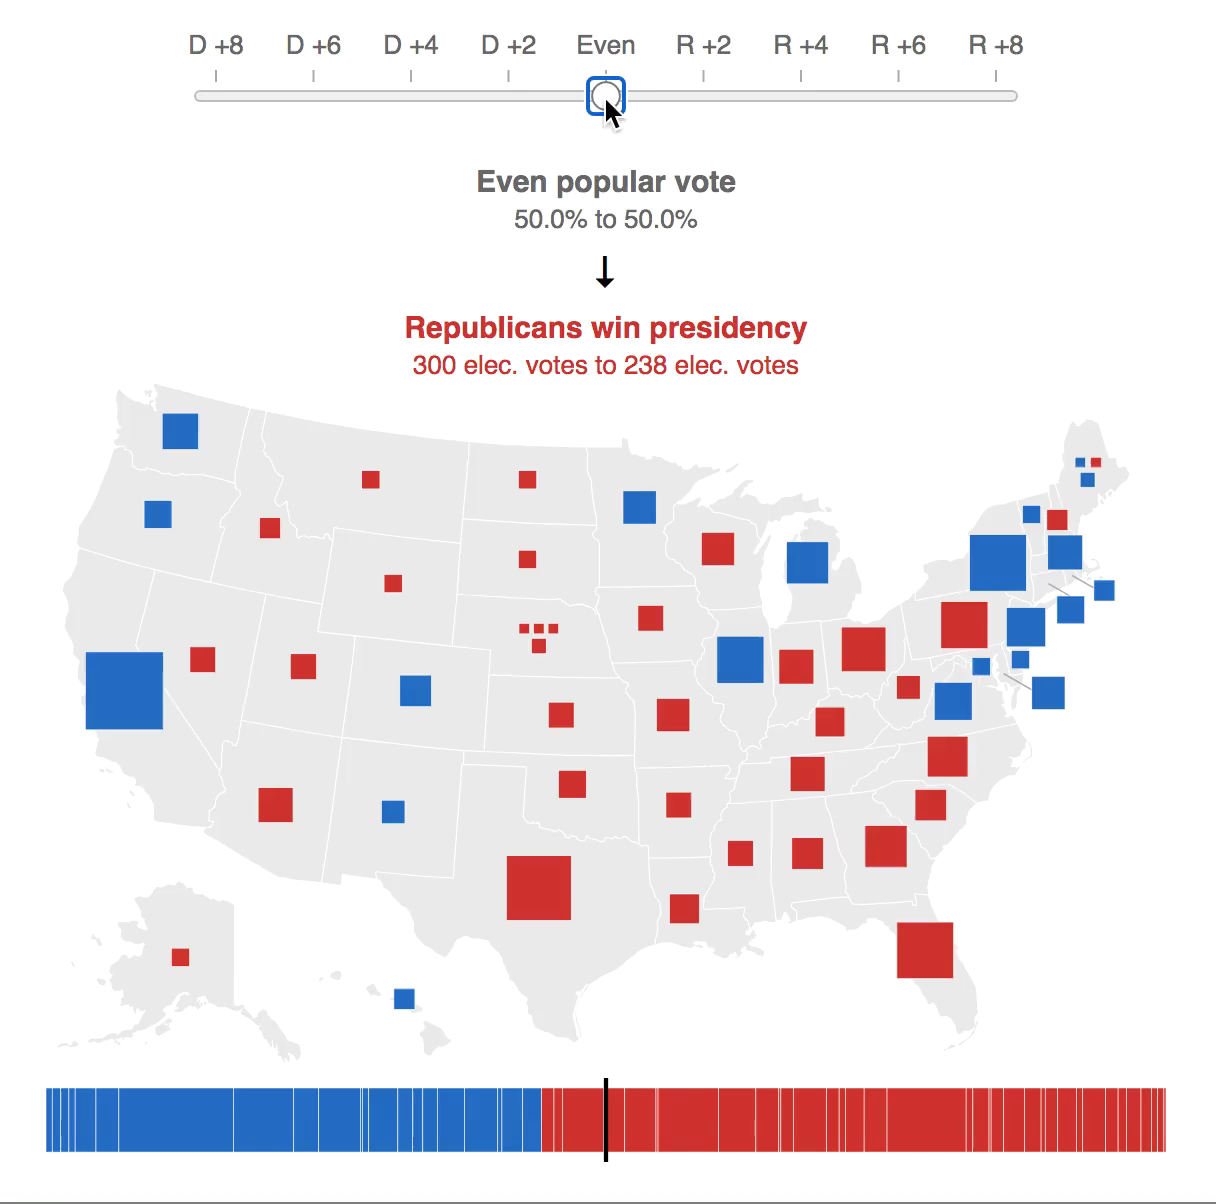 D +8 D +6 D +4 D +2 Even R +2 R +4 R +6 R +8
Even popular vote
50.0% to 50.0%
↓
Republicans win presidency
300 elec. votes to 238 elec. votes